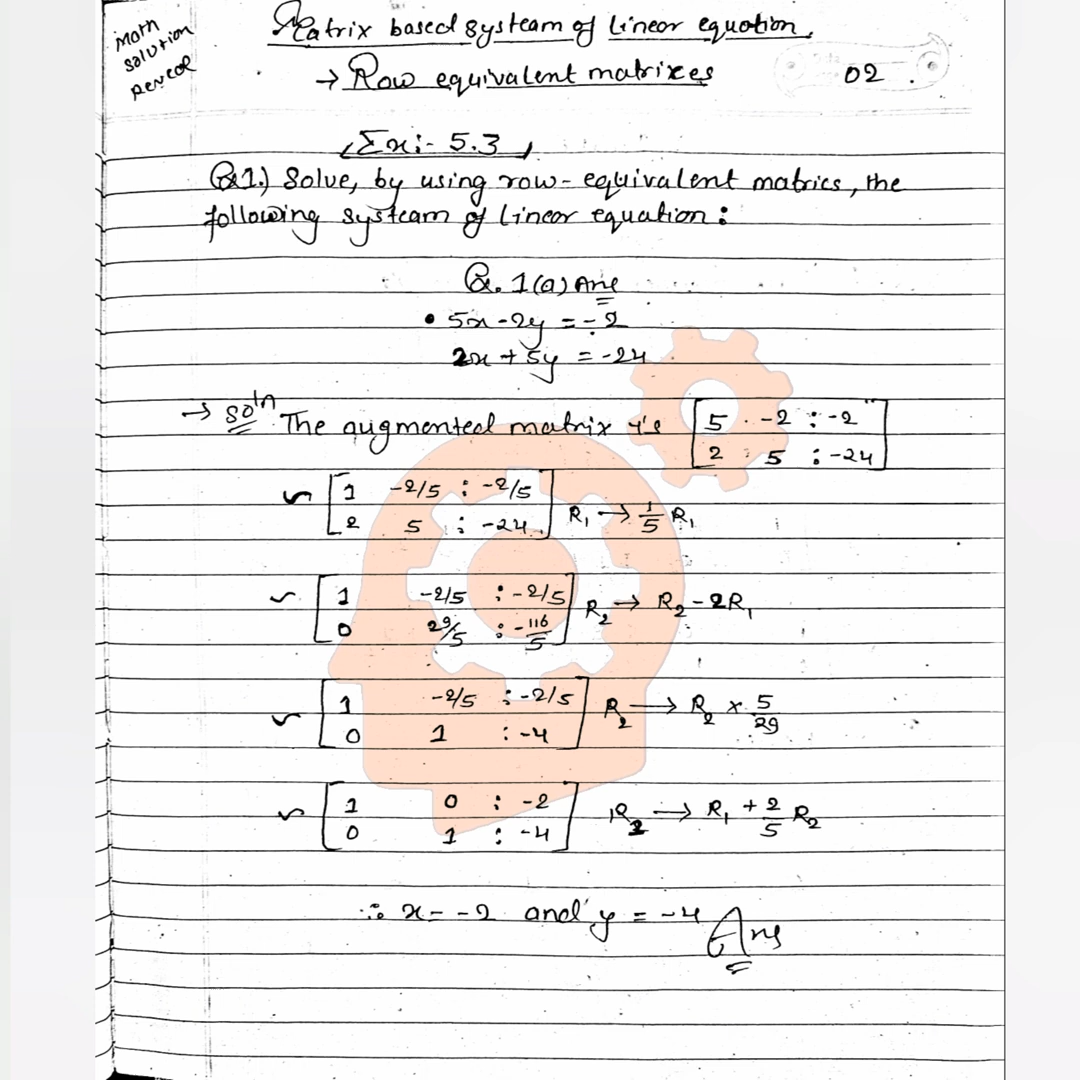 Math
solution
pencal
Matrix based systeam of linear equation
→ Row equivalent matrixes
02
Ex:- 5.3
Q1.) Solve, by using row-equivalent matrics, the
following systeam of linear equation :
Q. 1(a) Ans
• 5x - 2y = -2
2x + 5y = -24
→ Sol'n The augmented matrix is [5 -2 : -2
2 5 : -24]
~ [1 -2/5 : -2/5
2 5 : -24] R₁ → 1/5 R₁
~ [1 -2/5 : -2/5
0 29/5 : -116/5] R₂ → R₂ - 2R₁
~ [1 -2/5 : -2/5
0 1 : -4] R₂ → R₂ × 5/29
~ [1 0 : -2
0 1 : -4] R₂ → R₁ + 2/5 R₂
∴ x = -2 and y = -4 Ans